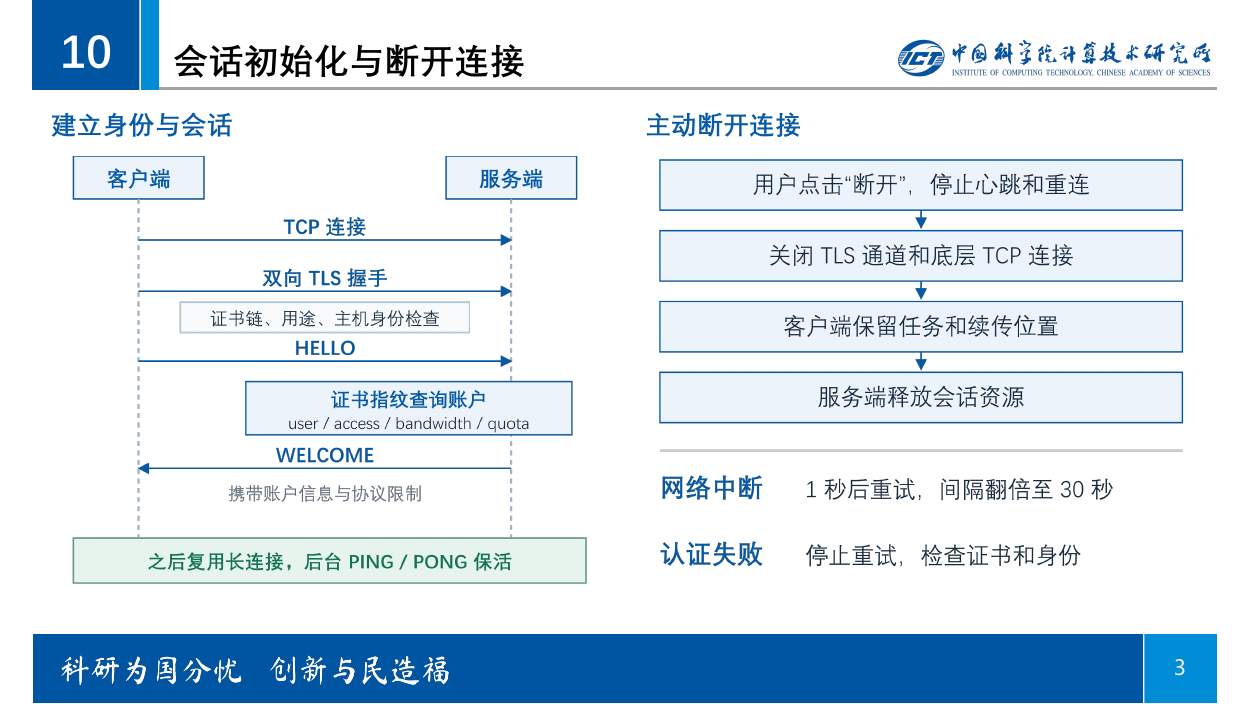 10
会话初始化与断开连接
中国科学院计算技术研究所
INSTITUTE OF COMPUTING TECHNOLOGY, CHINESE ACADEMY OF SCIENCES
建立身份与会话
客户端
服务端
TCP 连接
双向 TLS 握手
证书链、用途、主机身份检查
HELLO
证书指纹查询账户
user / access / bandwidth / quota
WELCOME
携带账户信息与协议限制
之后复用长连接，后台 PING / PONG 保活
主动断开连接
用户点击“断开”，停止心跳和重连
关闭 TLS 通道和底层 TCP 连接
客户端保留任务和续传位置
服务端释放会话资源
网络中断 1 秒后重试，间隔翻倍至 30 秒
认证失败 停止重试，检查证书和身份
科研为国分忧 创新与民造福
3